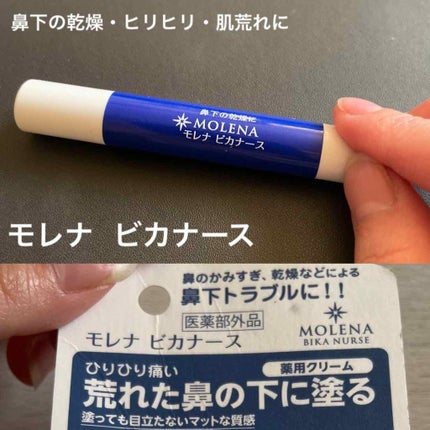 鼻下の乾燥・ヒリヒリ・肌荒れに
鼻下の乾燥に
MOLENA
モレナ ビカナース
モレナ ビカナース
鼻のかみすぎ、乾燥などによる
鼻下トラブルに！！
医薬部外品
モレナ ビカナース
MOLENA
BIKA NURSE
ひりひり痛い
薬用クリーム
荒れた鼻の下に塗る
塗っても目立たないマットな質感